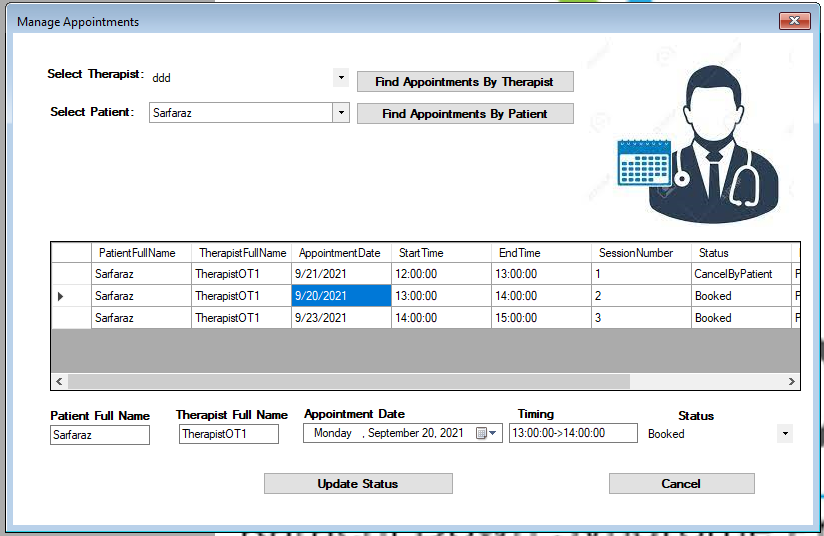 Manage Appointments
Select Therapist: ddd
Find Appointments By Therapist
Select Patient: Sarfaraz
Find Appointments By Patient
PatientFullName TherapistFullName AppointmentDate StartTime EndTime SessionNumber Status
Sarfaraz TherapistOT1 9/21/2021 12:00:00 13:00:00 1 CancelByPatient
Sarfaraz TherapistOT1 9/20/2021 13:00:00 14:00:00 2 Booked
Sarfaraz TherapistOT1 9/23/2021 14:00:00 15:00:00 3 Booked
Patient Full Name Therapist Full Name Appointment Date Timing Status
Sarfaraz TherapistOT1 Monday , September 20, 2021 13:00:00->14:00:00 Booked
Update Status Cancel